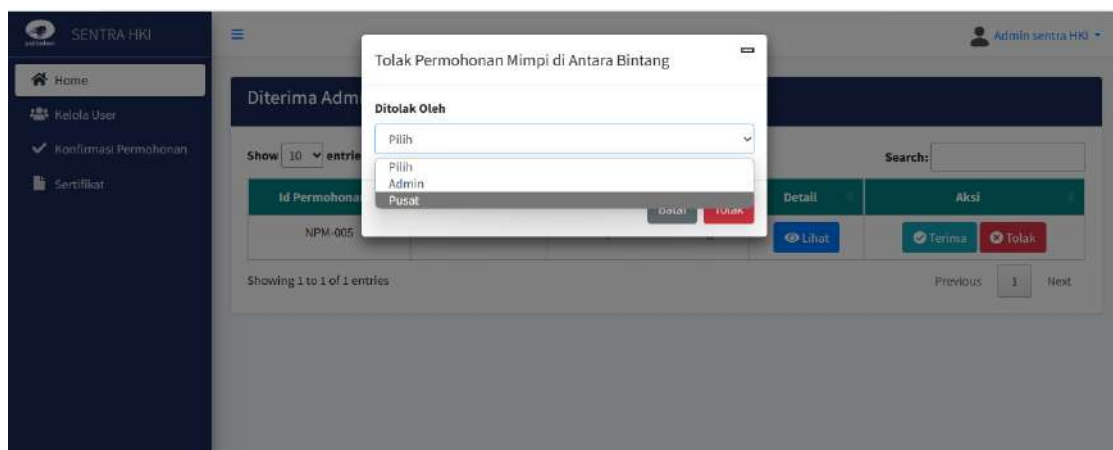 SENTRA HKI
Admin sentra HKI
Home
Kelola User
Konfirmasi Permohonan
Sertifikat
Tolak Permohonan Mimpi di Antara Bintang
Ditolak Oleh
Pilih
Pilih
Admin
Pusat
Batal Tolak
Diterima Adm
Show 10 entrie
Search:
Id Permohona Detail Aksi
NPM-005 Lihat Terima Tolak
Showing 1 to 1 of 1 entries
Previous 1 Next